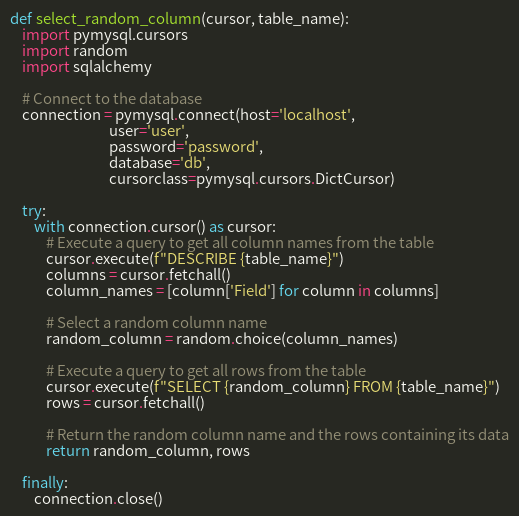 def select_random_column(cursor, table_name):
    import pymysql.cursors
    import random
    import sqlalchemy

    # Connect to the database
    connection = pymysql.connect(host='localhost',
                                 user='user',
                                 password='password',
                                 database='db',
                                 cursorclass=pymysql.cursors.DictCursor)

    try:
        with connection.cursor() as cursor:
            # Execute a query to get all column names from the table
            cursor.execute(f"DESCRIBE {table_name}")
            columns = cursor.fetchall()
            column_names = [column['Field'] for column in columns]

            # Select a random column name
            random_column = random.choice(column_names)

            # Execute a query to get all rows from the table
            cursor.execute(f"SELECT {random_column} FROM {table_name}")
            rows = cursor.fetchall()

            # Return the random column name and the rows containing its data
            return random_column, rows

    finally:
        connection.close()